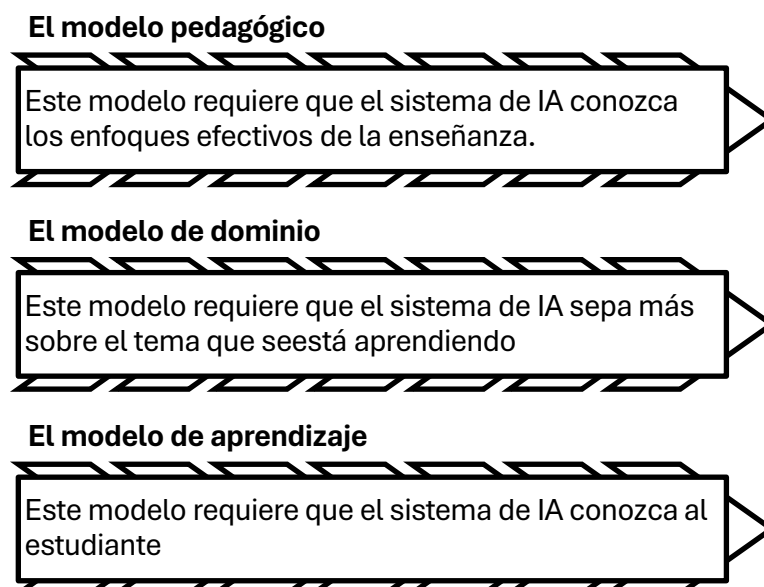 El modelo pedagógico
Este modelo requiere que el sistema de IA conozca
los enfoques efectivos de la enseñanza.
El modelo de dominio
Este modelo requiere que el sistema de IA sepa más
sobre el tema que seestá aprendiendo
El modelo de aprendizaje
Este modelo requiere que el sistema de IA conozca al
estudiante